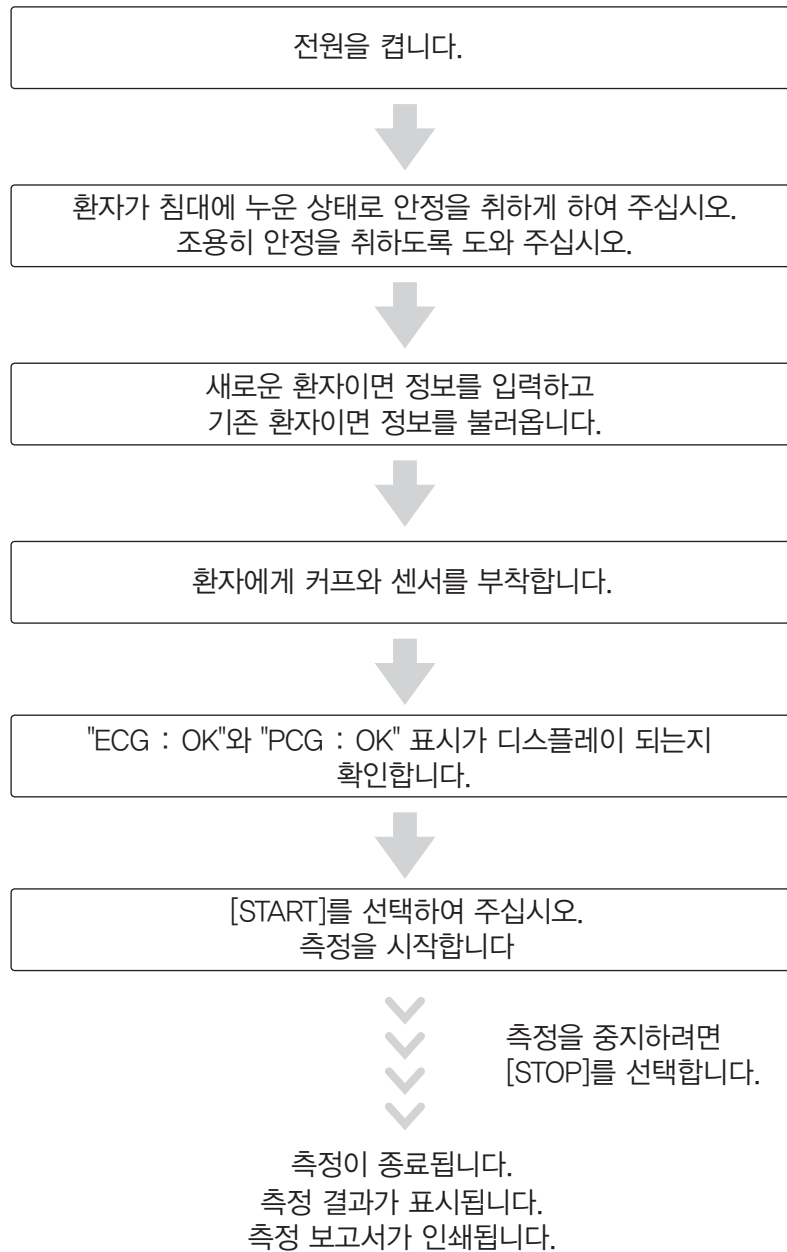 전원을 켭니다.
환자가 침대에 누운 상태로 안정을 취하게 하여 주십시오.
조용히 안정을 취하도록 도와 주십시오.
새로운 환자이면 정보를 입력하고
기존 환자이면 정보를 불러옵니다.
환자에게 커프와 센서를 부착합니다.
"ECG : OK"와 "PCG : OK" 표시가 디스플레이 되는지
확인합니다.
[START]를 선택하여 주십시오.
측정을 시작합니다
측정을 중지하려면
[STOP]를 선택합니다.
측정이 종료됩니다.
측정 결과가 표시됩니다.
측정 보고서가 인쇄됩니다.